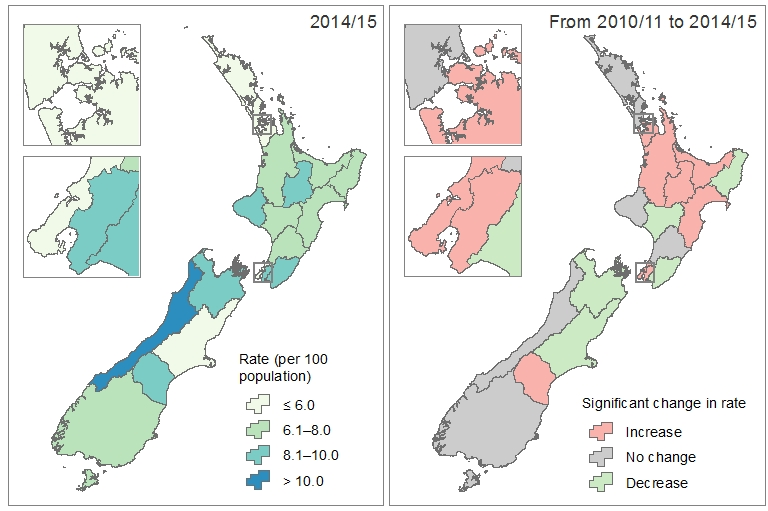 2014/15
Rate (per 100
population)
≤ 6.0
6.1–8.0
8.1–10.0
> 10.0
From 2010/11 to 2014/15
Significant change in rate
Increase
No change
Decrease